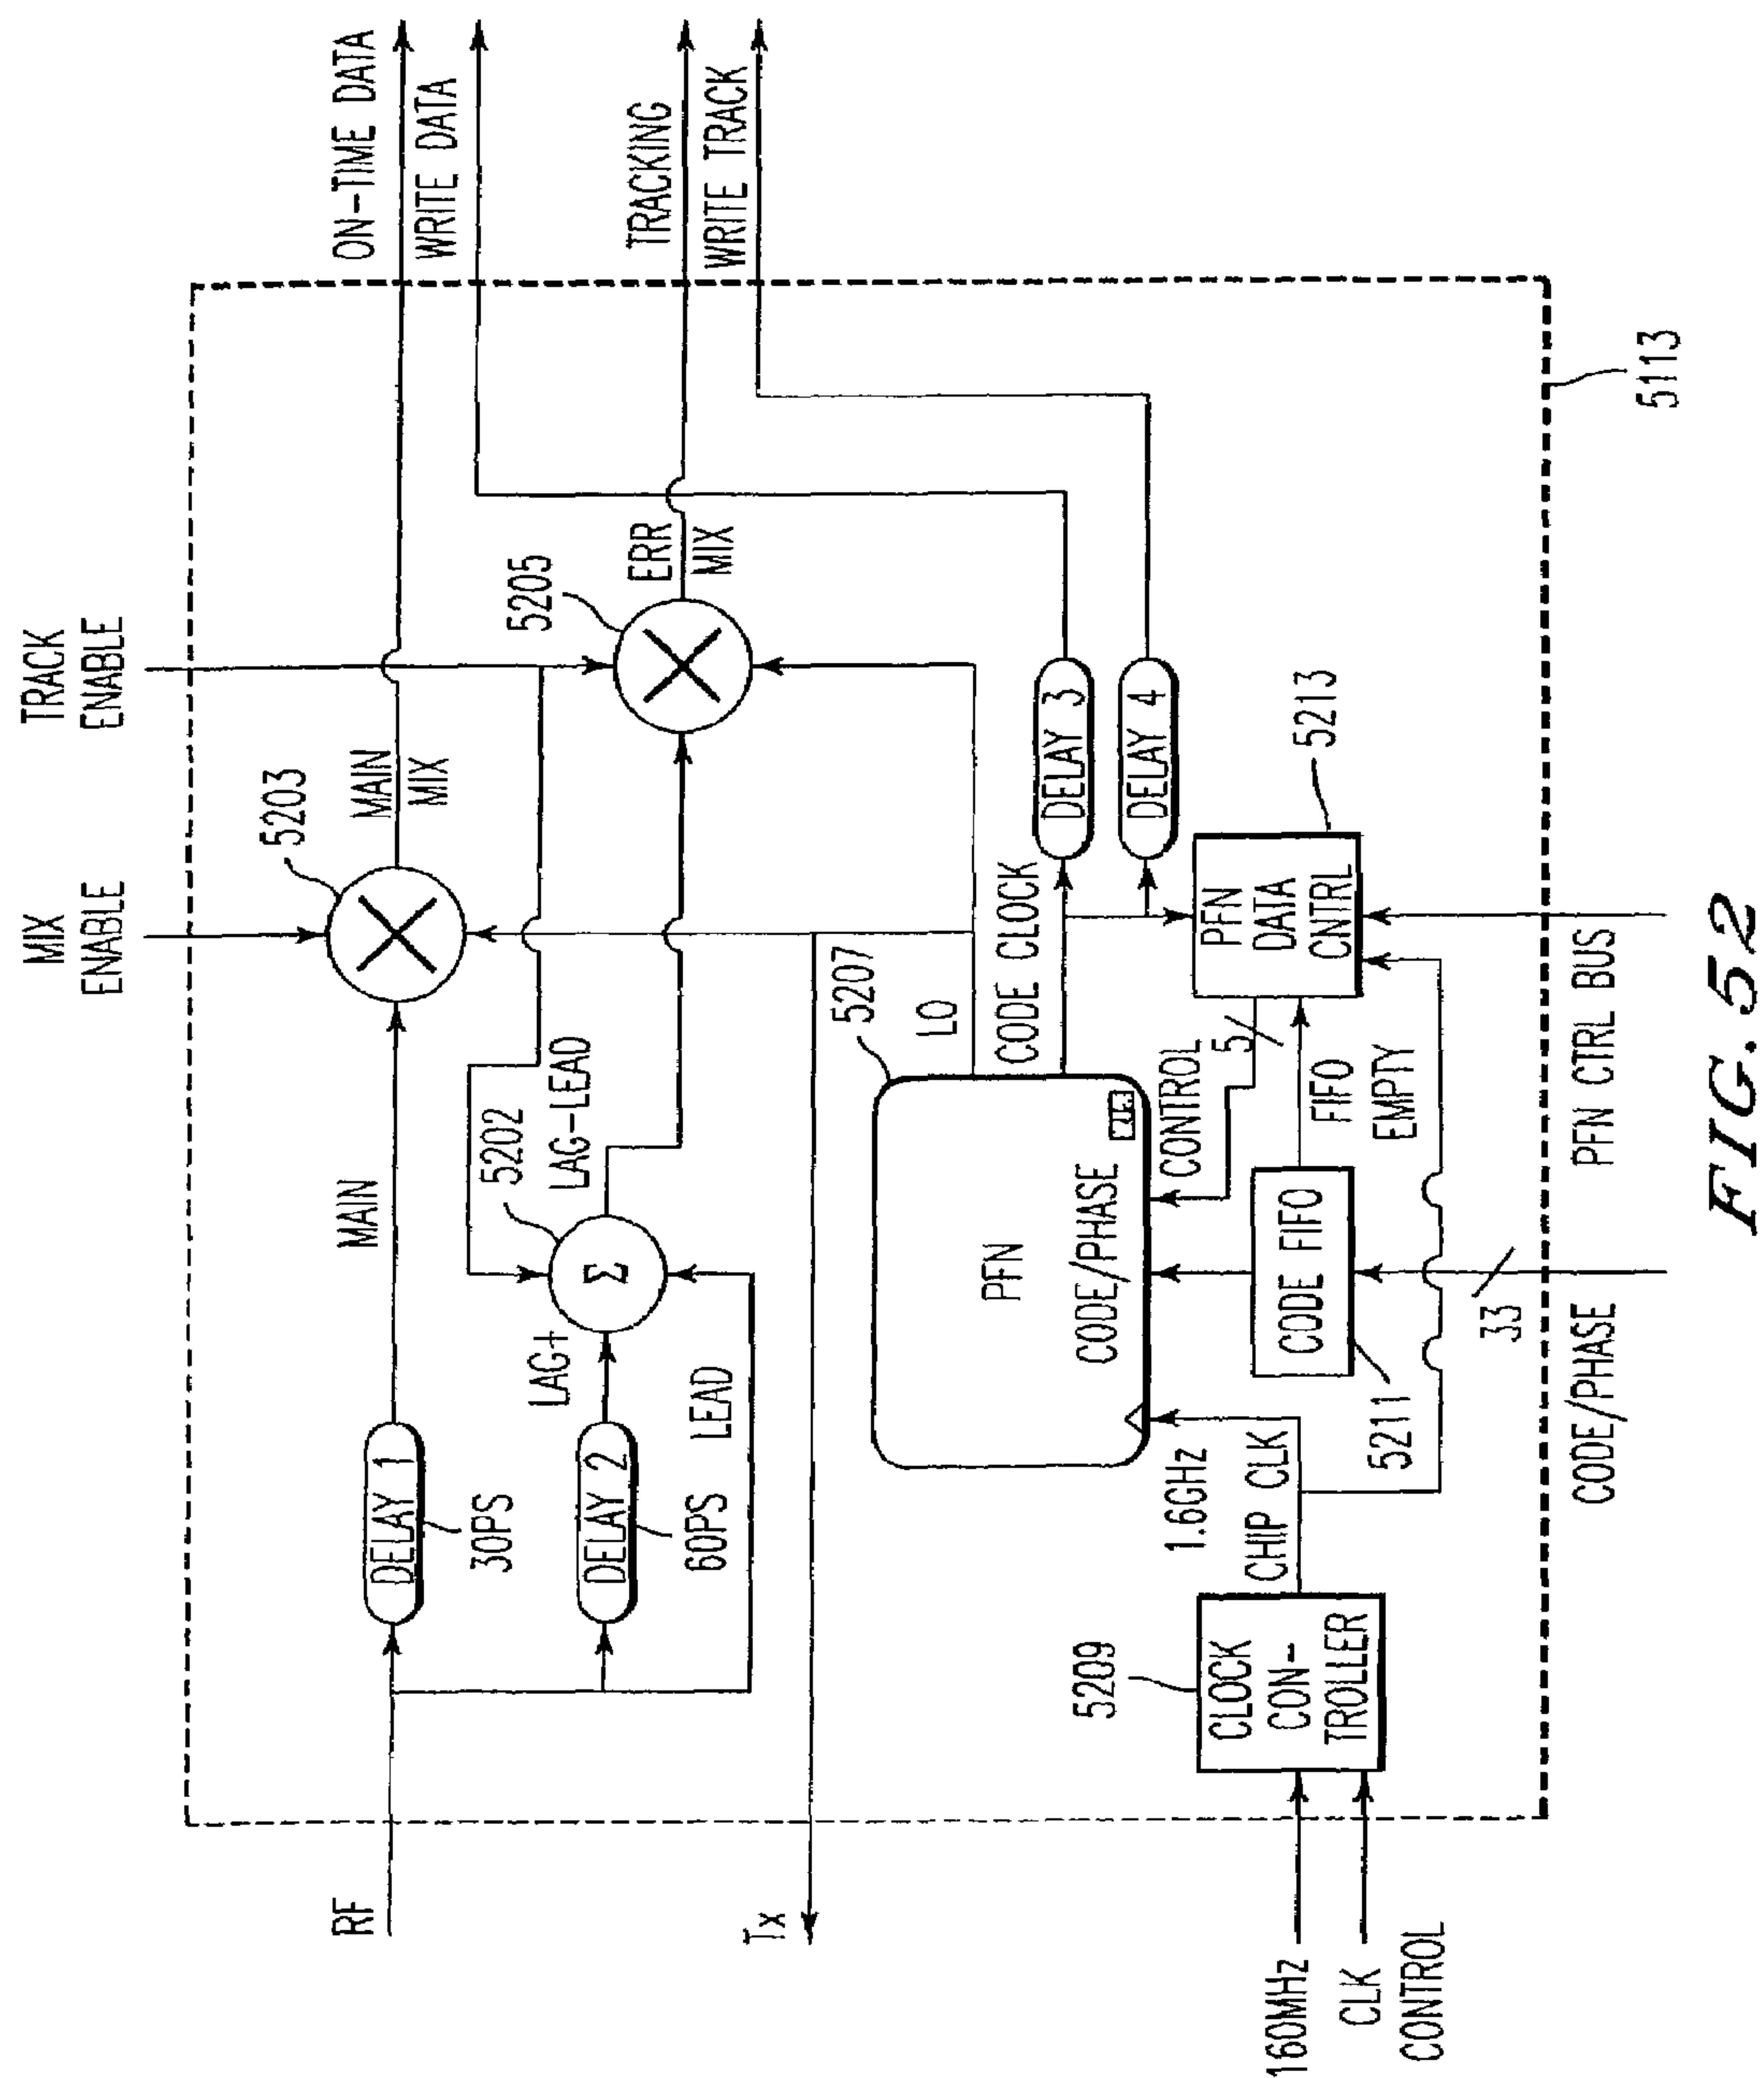 MIX
ENABLE
TRACK
ENABLE
5203
MAIN
MIX
ON-TIME DATA
WRITE DATA
RF
DELAY 1
30PS
MAIN
5205
ERR
MIX
TRACKING
WRITE TRACK
DELAY 2
60PS
LAG+
LEAD
Σ
5202
LAG-LEAD
Tx
5207
LO
CODE CLOCK
PFN
CODE/PHASE
DELAY 3
DELAY 4
5209
CLOCK
CON-
TROLLER
160MHz
CLK
CONTROL
1.6GHz
CHIP CLK
CONTROL
5
CODE FIFO
5211
FIFO
EMPTY
PFN
DATA
CNTRL
5213
33
CODE/PHASE
PFN CTRL BUS
5113
FIG. 52